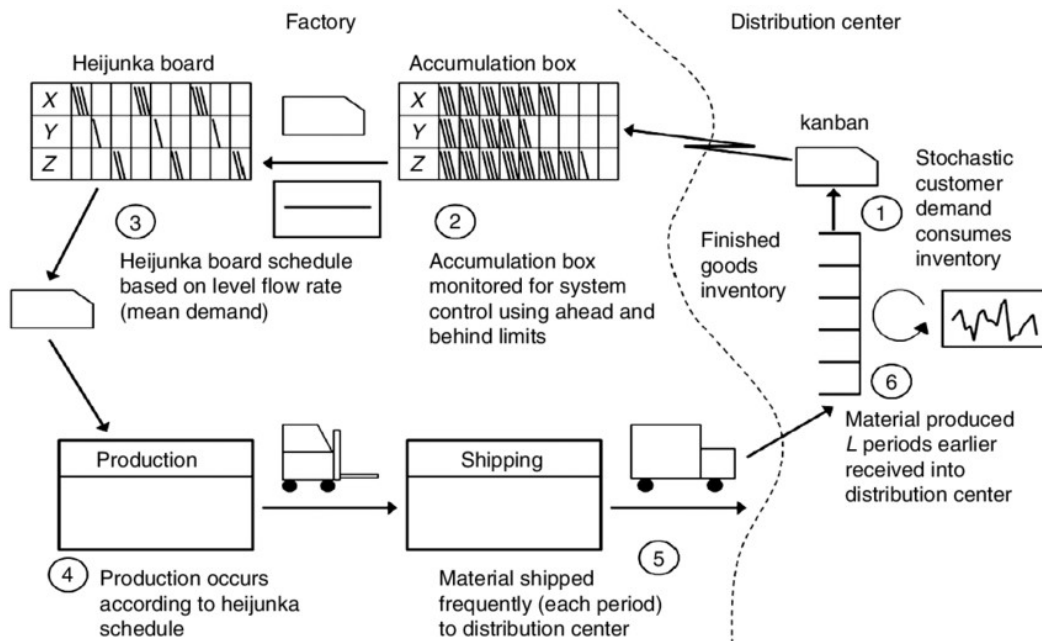 Factory
Distribution center
Heijunka board
Accumulation box
X
Y
Z
X
Y
Z
kanban
1
Stochastic
customer
demand
consumes
inventory
3
Heijunka board schedule
based on level flow rate
(mean demand)
2
Accumulation box
monitored for system
control using ahead and
behind limits
Finished
goods
inventory
6
Material produced
L periods earlier
received into
distribution center
Production
Shipping
4
Production occurs
according to heijunka
schedule
Material shipped
frequently (each period)
to distribution center
5